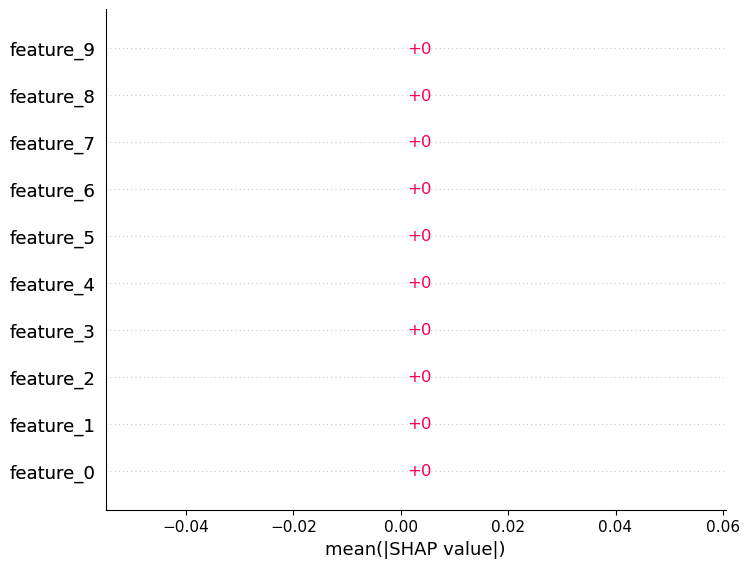 feature_9 +0
feature_8 +0
feature_7 +0
feature_6 +0
feature_5 +0
feature_4 +0
feature_3 +0
feature_2 +0
feature_1 +0
feature_0 +0
−0.04 −0.02 0.00 0.02 0.04 0.06
mean(|SHAP value|)